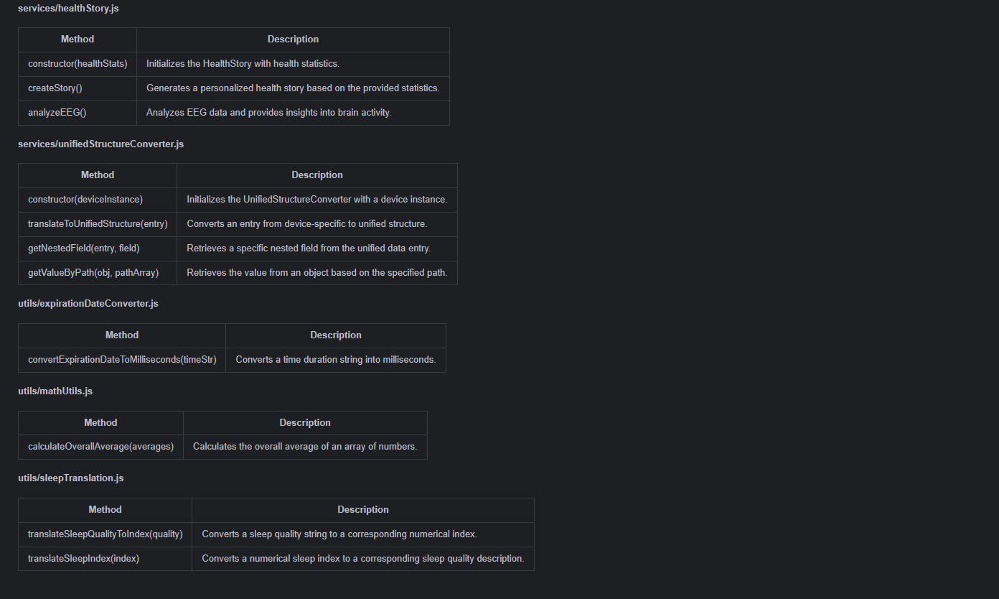 services/healthStory.js
Method Description
constructor(healthStats) Initializes the HealthStory with health statistics.
createStory() Generates a personalized health story based on the provided statistics.
analyzeEEG() Analyzes EEG data and provides insights into brain activity.
services/unifiedStructureConverter.js
Method Description
constructor(deviceInstance) Initializes the UnifiedStructureConverter with a device instance.
translateToUnifiedStructure(entry) Converts an entry from device-specific to unified structure.
getNestedField(entry, field) Retrieves a specific nested field from the unified data entry.
getValueByPath(obj, pathArray) Retrieves the value from an object based on the specified path.
utils/expirationDateConverter.js
Method Description
convertExpirationDateToMilliseconds(timeStr) Converts a time duration string into milliseconds.
utils/mathUtils.js
Method Description
calculateOverallAverage(averages) Calculates the overall average of an array of numbers.
utils/sleepTranslation.js
Method Description
translateSleepQualityToIndex(quality) Converts a sleep quality string to a corresponding numerical index.
translateSleepIndex(index) Converts a numerical sleep index to a corresponding sleep quality description.